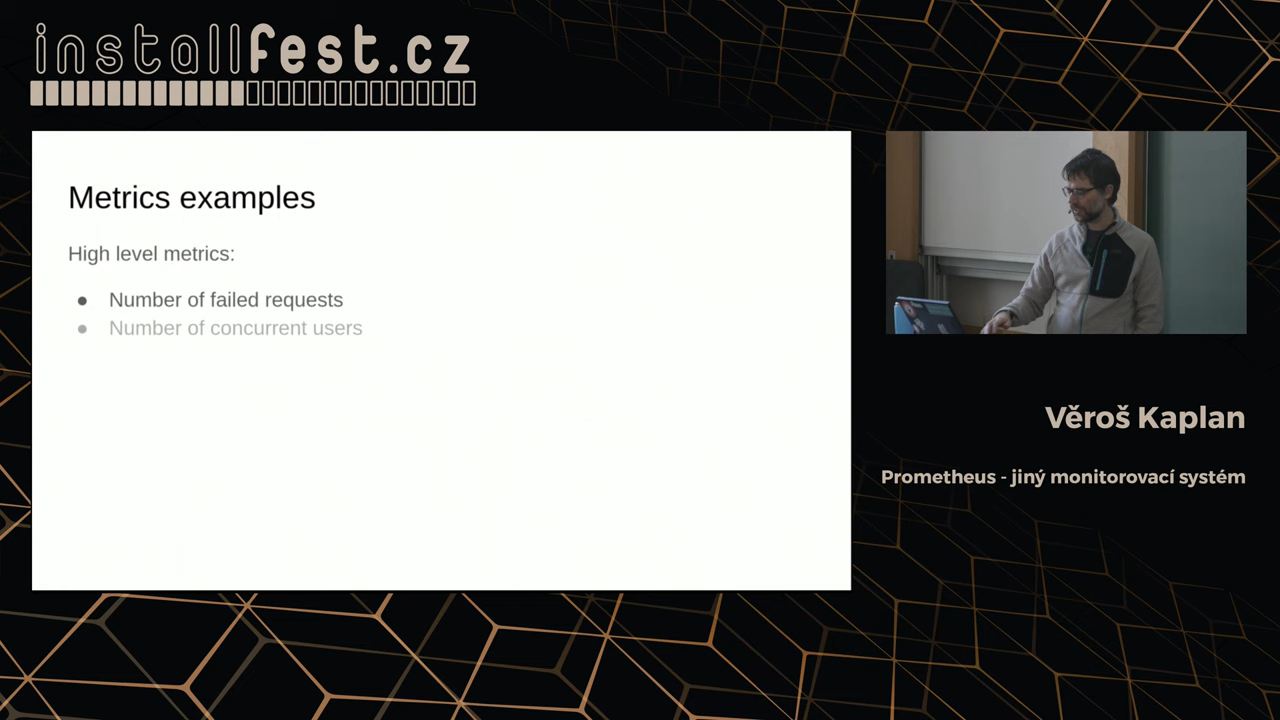 installfest.cz
Metrics examples
High level metrics:
● Number of failed requests
● Number of concurrent users
Věroš Kaplan
Prometheus - jiný monitorovací systém